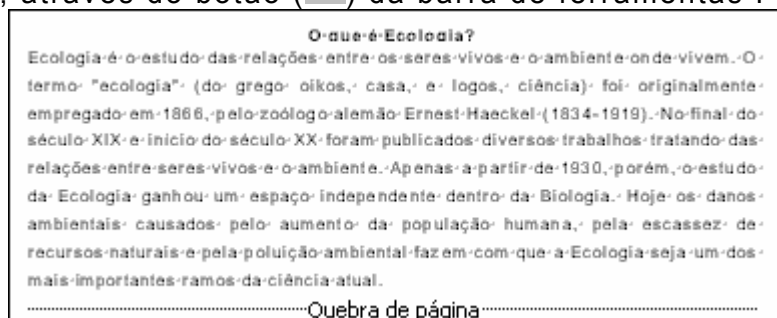 , através do botão ( ) da barra de ferramentas
O·que·é·Ecologia?
Ecologia·é·o·estudo·das·relações·entre·os·seres·vivos·e·o·ambiente·onde·vivem.·O·
termo· "ecologia"· (do· grego· oikos,· casa,· e· logos,· ciência)· foi· originalmente·
empregado·em·1866,·pelo·zoólogo·alemão·Ernest·Haeckel·(1834-1919).·No·final·do·
século·XIX·e·início·do·século·XX·foram·publicados·diversos·trabalhos·tratando·das·
relações·entre·seres·vivos·e·o·ambiente.·Apenas·a·partir·de·1930,·porém,·o·estudo·
da· Ecologia· ganhou· um· espaço· independente· dentro· da· Biologia.· Hoje· os· danos·
ambientais· causados· pelo· aumento· da· população· humana,· pela· escassez· de·
recursos·naturais·e·pela·poluição·ambiental·fazem·com·que·a·Ecologia·seja·um·dos·
mais·importantes·ramos·da·ciência·atual.
Quebra de página